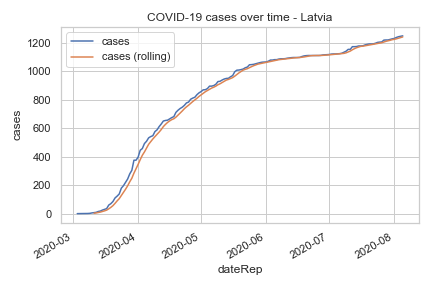 COVID-19 cases over time - Latvia
cases
cases (rolling)
1200
1000
800
600
400
200
0
cases
2020-03
2020-04
2020-05
2020-06
2020-07
2020-08
dateRep